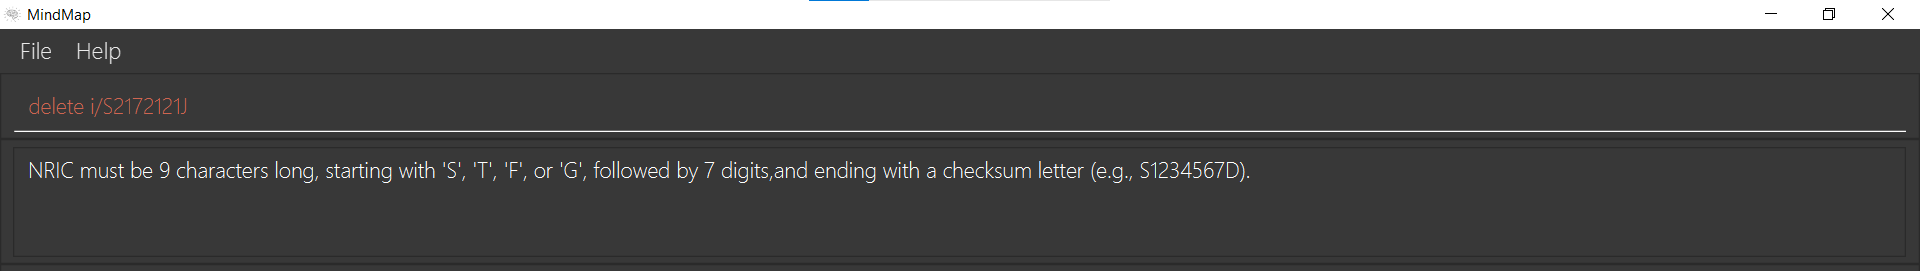 MindMap
File Help
delete i/S2172121J
NRIC must be 9 characters long, starting with 'S', 'T', 'F', or 'G', followed by 7 digits,and ending with a checksum letter (e.g., S1234567D).